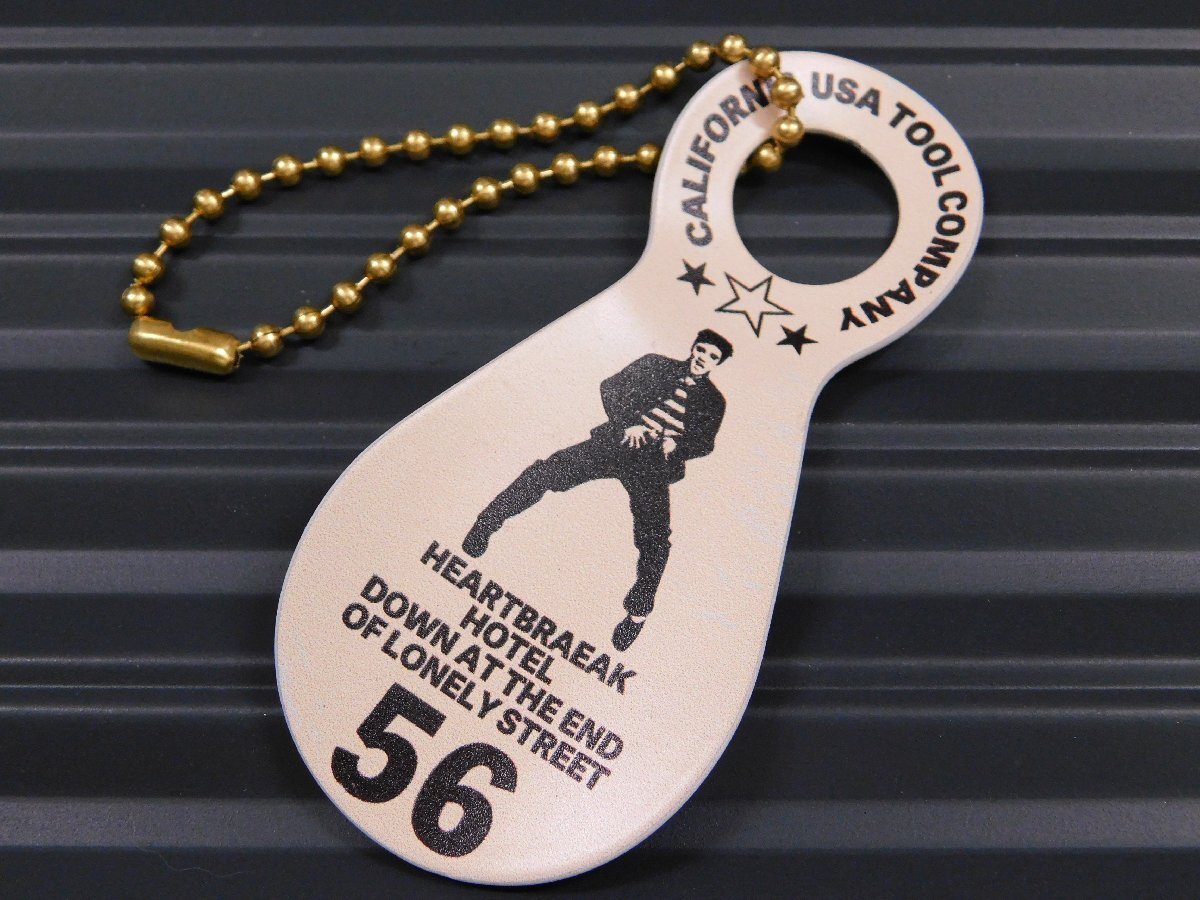 CALIFORNIA USA TOOL COMPANY
HEARTBRAEAK
HOTEL
DOWN AT THE END
OF LONELY STREET
56